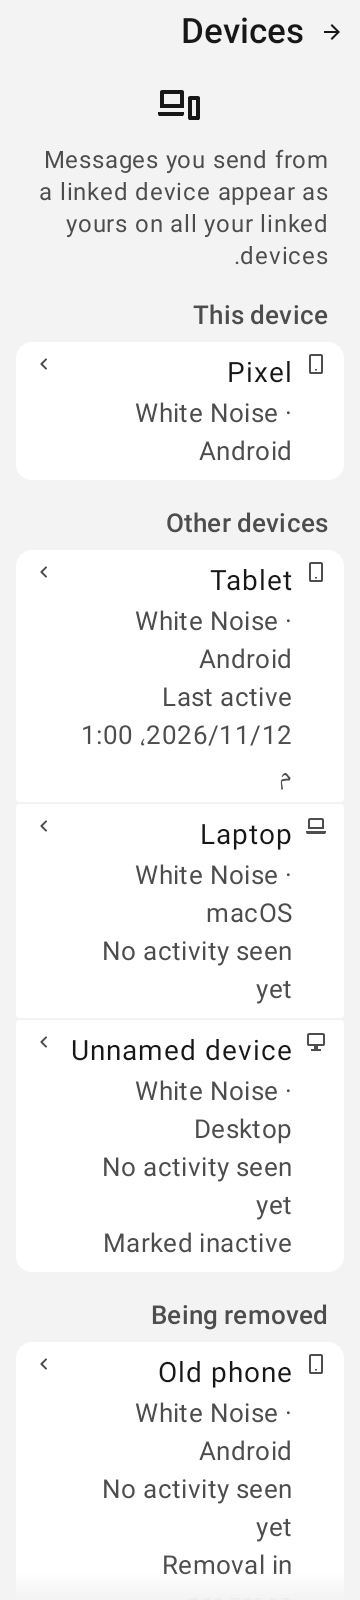 Devices
Messages you send from
a linked device appear as
yours on all your linked
devices.
This device
Pixel
White Noise ·
Android
Other devices
Tablet
White Noise ·
Android
Last active
12‏/11‏/2026، 1:00
م
Laptop
White Noise ·
macOS
No activity seen
yet
Unnamed device
White Noise ·
Desktop
No activity seen
yet
Marked inactive
Being removed
Old phone
White Noise ·
Android
No activity seen
yet
Removal in